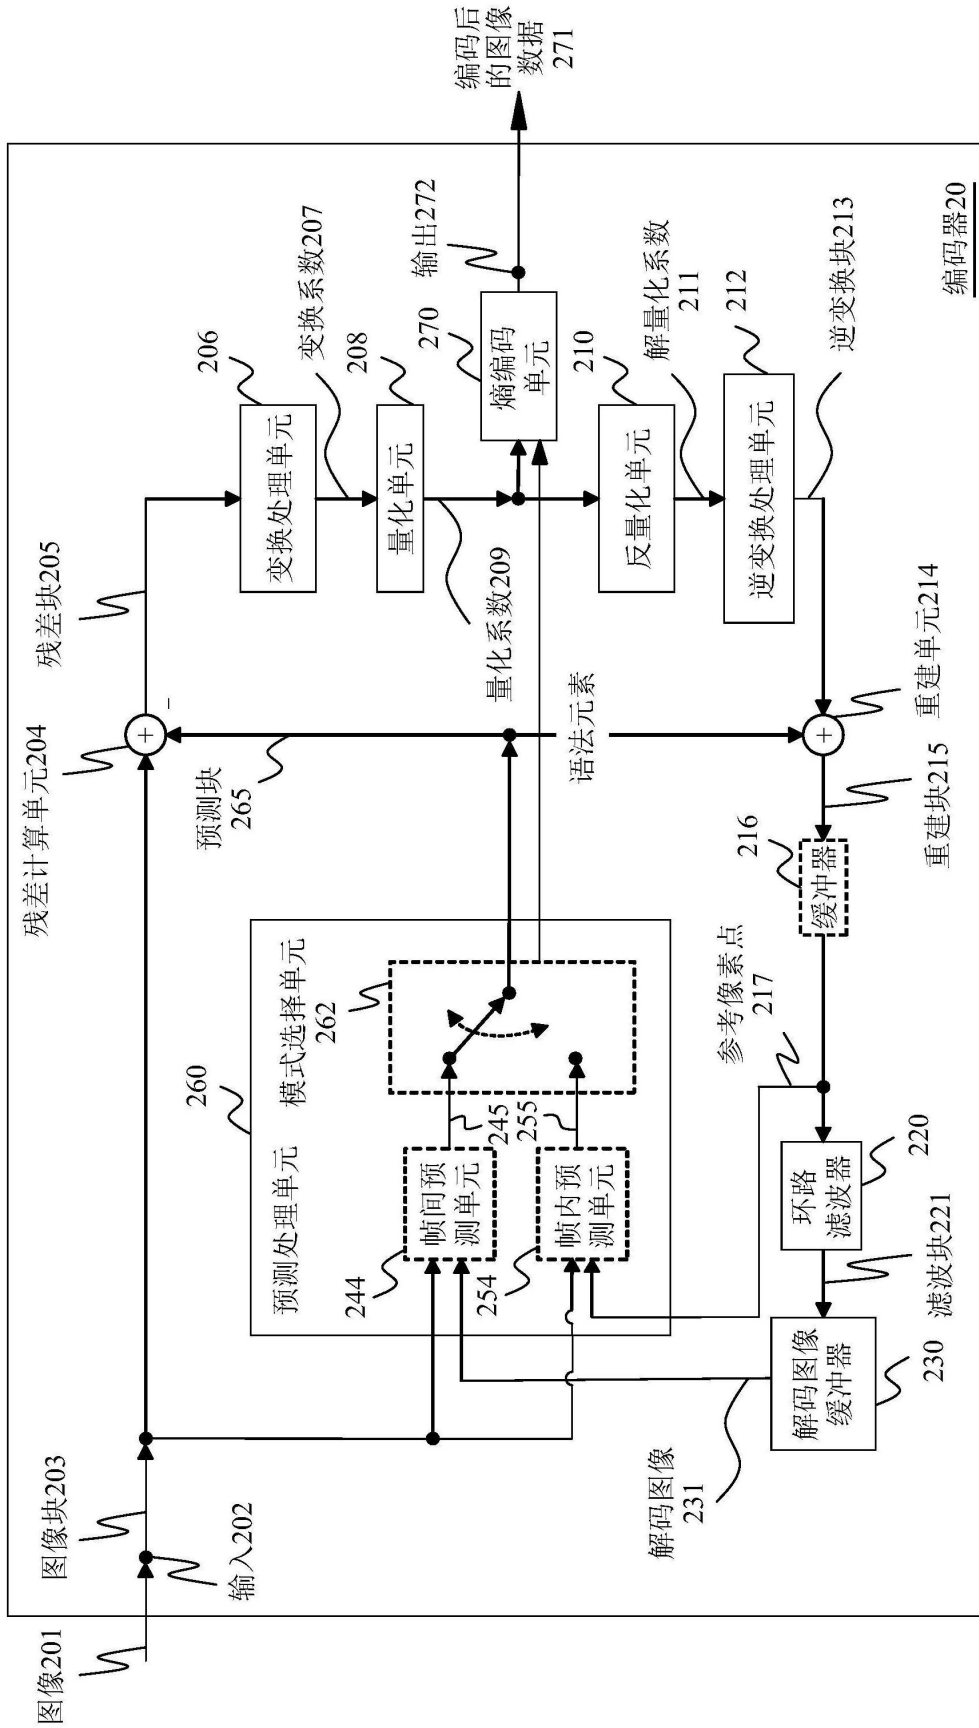 图像201
图像块203
输入202
残差计算单元204
残差块205
−
+
预测块
265
206
变换处理单元
变换系数207
208
量化单元
量化系数209
270
熵编码
单元
输出272
编码后
的图像
数据
271
260
预测处理单元
模式选择单元
262
244
帧间预
测单元
245
254
帧内预
测单元
255
语法元素
210
反量化单元
解量化系数
211
212
逆变换处理单元
逆变换块213
+
重建单元214
重建块215
216
缓冲器
参考像素点
217
220
环路
滤波器
滤波块221
230
解码图像
缓冲器
解码图像
231
编码器20